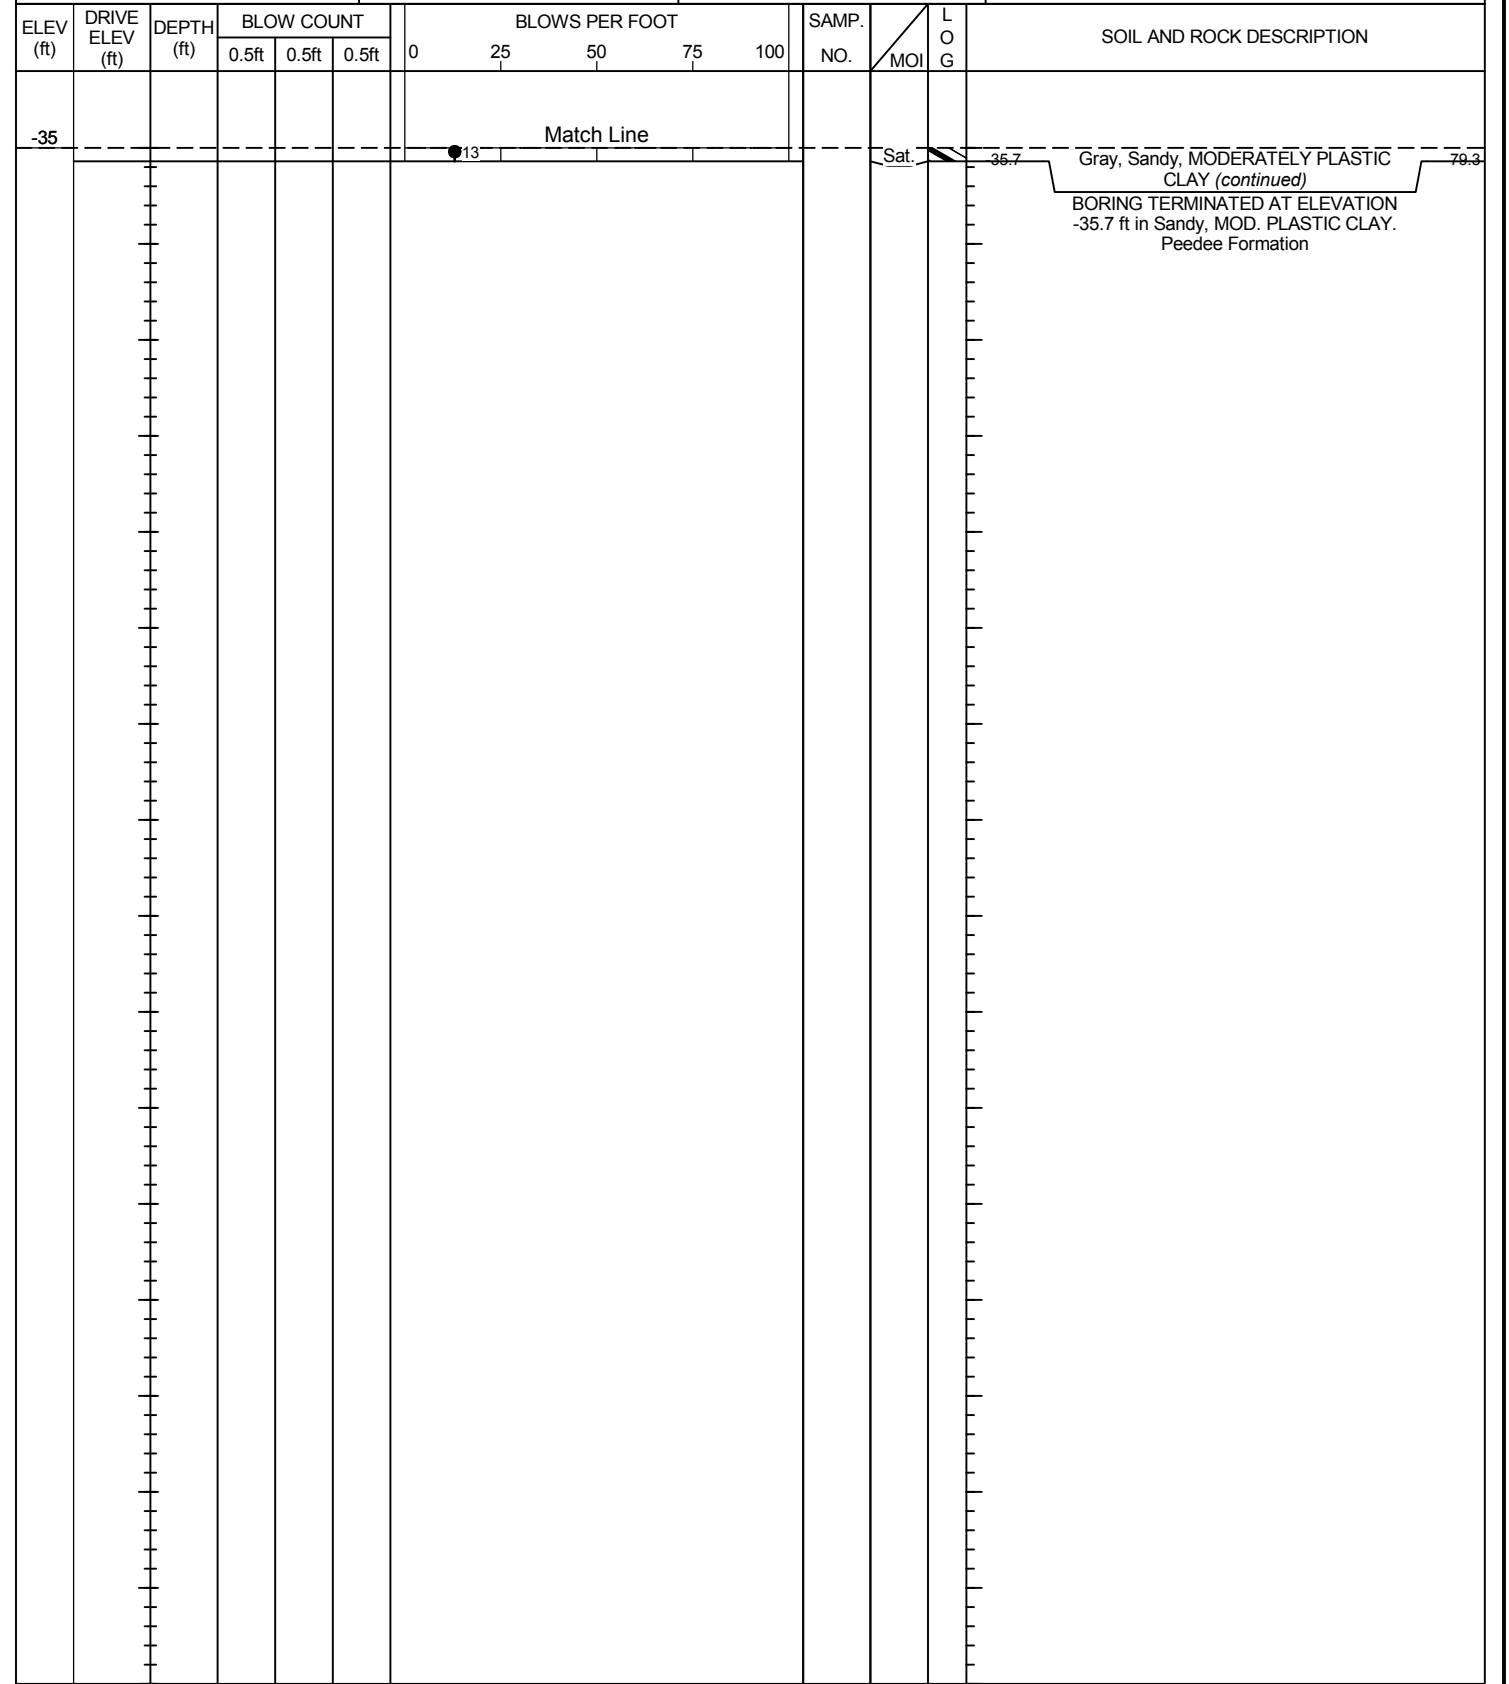 ELEV (ft)
DRIVE ELEV (ft)
DEPTH (ft)
BLOW COUNT
0.5ft 0.5ft 0.5ft
BLOWS PER FOOT
0 25 50 75 100
SAMP. NO.
MOI
L O G
SOIL AND ROCK DESCRIPTION
-35
Match Line
13
Sat.
-35.7
Gray, Sandy, MODERATELY PLASTIC
79.3
CLAY (continued)
BORING TERMINATED AT ELEVATION
-35.7 ft in Sandy, MOD. PLASTIC CLAY.
Peedee Formation